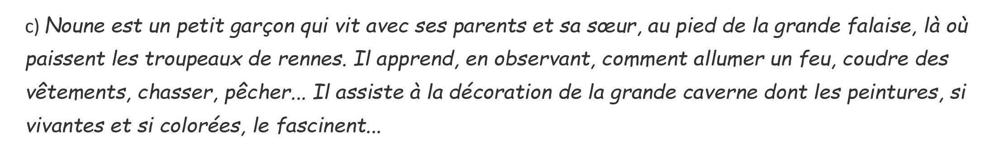 c) Noune est un petit garçon qui vit avec ses parents et sa sœur, au pied de la grande falaise, là où
paissent les troupeaux de rennes. Il apprend, en observant, comment allumer un feu, coudre des
vêtements, chasser, pêcher... Il assiste à la décoration de la grande caverne dont les peintures, si
vivantes et si colorées, le fascinent...